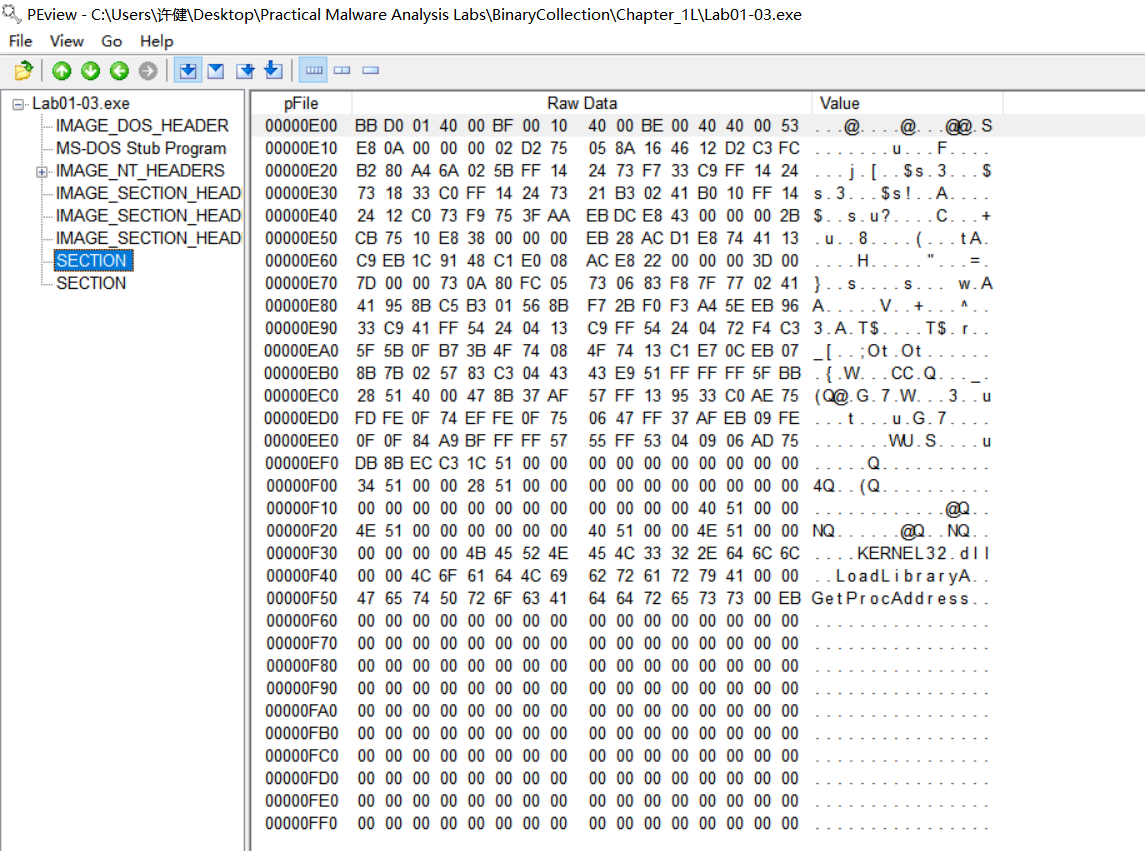 PEview - C:\Users\许健\Desktop\Practical Malware Analysis Labs\BinaryCollection\Chapter_1L\Lab01-03.exe
File View Go Help
Lab01-03.exe
IMAGE_DOS_HEADER
MS-DOS Stub Program
IMAGE_NT_HEADERS
IMAGE_SECTION_HEAD
IMAGE_SECTION_HEAD
IMAGE_SECTION_HEAD
SECTION
SECTION
pFile Raw Data Value
00000E00 BB D0 01 40 00 BF 00 10 40 00 BE 00 40 40 00 53 ...@....@...@@.S
00000E10 E8 0A 00 00 00 02 D2 75 05 8A 16 46 12 D2 C3 FC .......u...F....
00000E20 B2 80 A4 6A 02 5B FF 14 24 73 F7 33 C9 FF 14 24 ...j.[..$s.3...$
00000E30 73 18 33 C0 FF 14 24 73 21 B3 02 41 B0 10 FF 14 s.3...$s!..A....
00000E40 24 12 C0 73 F9 75 3F AA EB DC E8 43 00 00 00 2B $..s.u?....C...+
00000E50 CB 75 10 E8 38 00 00 00 EB 28 AC D1 E8 74 41 13 .u..8....(...tA.
00000E60 C9 EB 1C 91 48 C1 E0 08 AC E8 22 00 00 00 3D 00 ....H....."...=.
00000E70 7D 00 00 73 0A 80 FC 05 73 06 83 F8 7F 77 02 41 }..s....s....w.A
00000E80 41 95 8B C5 B3 01 56 8B F7 2B F0 F3 A4 5E EB 96 A.....V..+...^..
00000E90 33 C9 41 FF 54 24 04 13 C9 FF 54 24 04 72 F4 C3 3.A.T$....T$.r..
00000EA0 5F 5B 0F B7 3B 4F 74 08 4F 74 13 C1 E7 0C EB 07 _[..;Ot.Ot......
00000EB0 8B 7B 02 57 83 C3 04 43 43 E9 51 FF FF FF 5F BB .{.W...CC.Q..._.
00000EC0 28 51 40 00 47 8B 37 AF 57 FF 13 95 33 C0 AE 75 (Q@.G.7.W...3..u
00000ED0 FD FE 0F 74 EF FE 0F 75 06 47 FF 37 AF EB 09 FE ...t...u.G.7....
00000EE0 0F 0F 84 A9 BF FF FF 57 55 FF 53 04 09 06 AD 75 .......WU.S....u
00000EF0 DB 8B EC C3 1C 51 00 00 00 00 00 00 00 00 00 00 .....Q..........
00000F00 34 51 00 00 28 51 00 00 00 00 00 00 00 00 00 00 4Q..(Q..........
00000F10 00 00 00 00 00 00 00 00 00 00 00 00 40 51 00 00 ............@Q..
00000F20 4E 51 00 00 00 00 00 00 40 51 00 00 4E 51 00 00 NQ......@Q..NQ..
00000F30 00 00 00 00 4B 45 52 4E 45 4C 33 32 2E 64 6C 6C ....KERNEL32.dll
00000F40 00 00 4C 6F 61 64 4C 69 62 72 61 72 79 41 00 00 ..LoadLibraryA..
00000F50 47 65 74 50 72 6F 63 41 64 64 72 65 73 73 00 EB GetProcAddress..
00000F60 00 00 00 00 00 00 00 00 00 00 00 00 00 00 00 00 ................
00000F70 00 00 00 00 00 00 00 00 00 00 00 00 00 00 00 00 ................
00000F80 00 00 00 00 00 00 00 00 00 00 00 00 00 00 00 00 ................
00000F90 00 00 00 00 00 00 00 00 00 00 00 00 00 00 00 00 ................
00000FA0 00 00 00 00 00 00 00 00 00 00 00 00 00 00 00 00 ................
00000FB0 00 00 00 00 00 00 00 00 00 00 00 00 00 00 00 00 ................
00000FC0 00 00 00 00 00 00 00 00 00 00 00 00 00 00 00 00 ................
00000FD0 00 00 00 00 00 00 00 00 00 00 00 00 00 00 00 00 ................
00000FE0 00 00 00 00 00 00 00 00 00 00 00 00 00 00 00 00 ................
00000FF0 00 00 00 00 00 00 00 00 00 00 00 00 00 00 00 00 ................